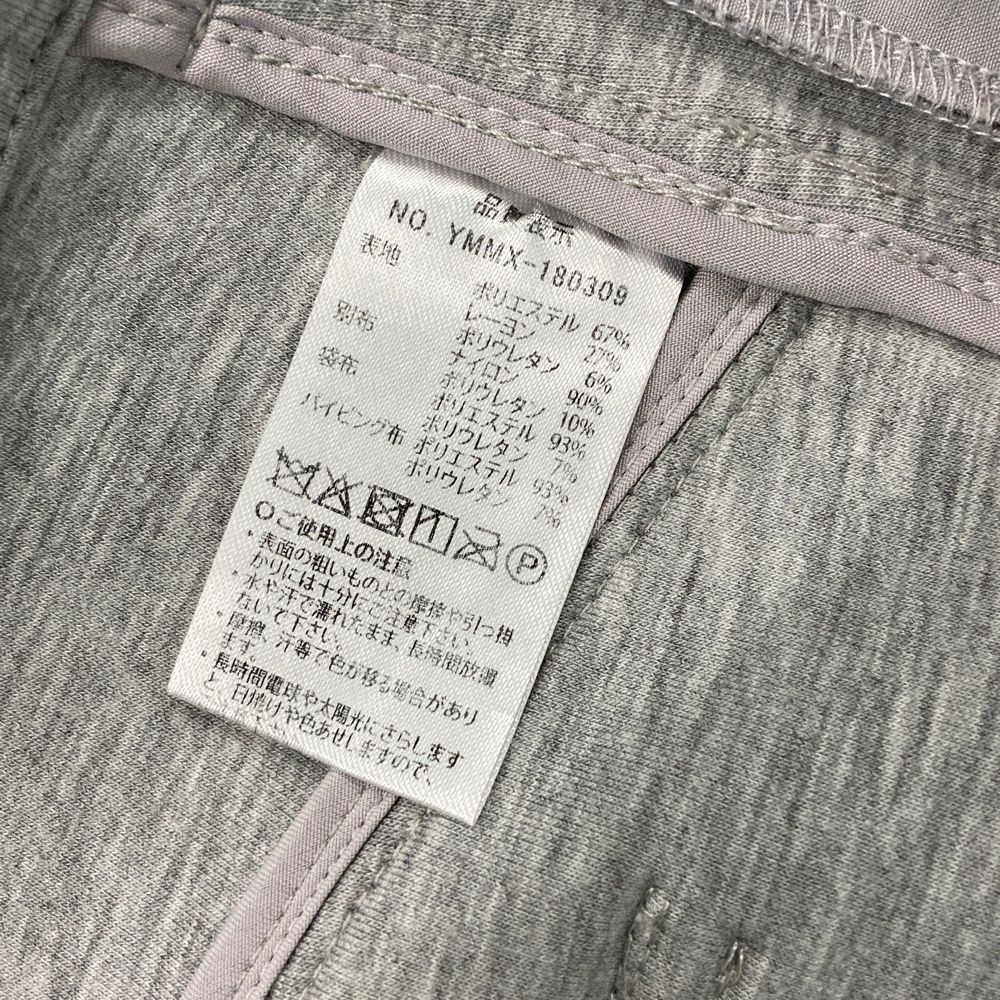 品質表示
NO. YMMX-180309
表地 ポリエステル 67%
レーヨン 27%
ポリウレタン 6%
別布 ナイロン 90%
ポリウレタン 10%
袋布 ポリエステル 93%
ポリウレタン 7%
パイピング布 ポリエステル 93%
ポリウレタン 7%
P
ご使用上の注意
・表面の粗いものとの摩擦や引っ掛
かりには十分にご注意下さい。
・水や汗で濡れたまま、長時間放置
ないで下さい。
・摩擦、汗等で色が移る場合があり
ます。
・長時間電球や太陽光にさらします
と、日焼けや色あせしますので、